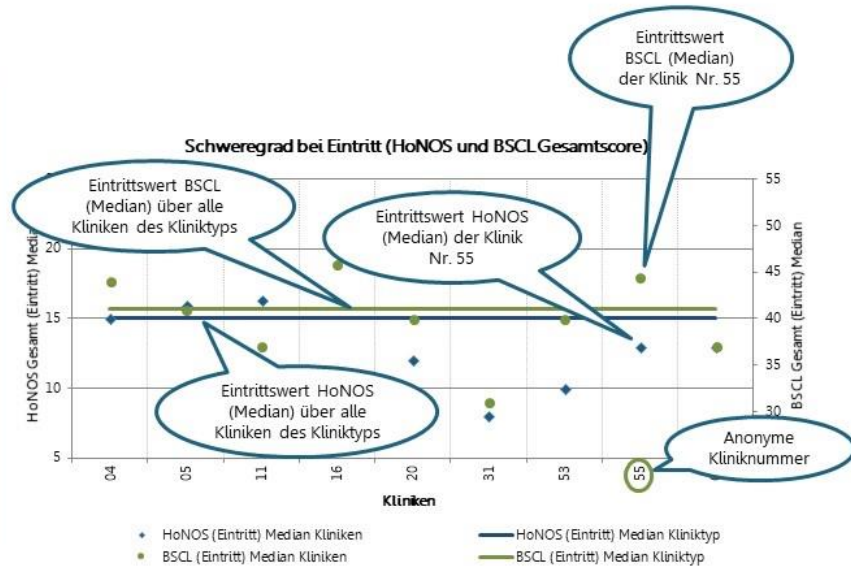 Eintrittswert
BSCL (Median)
der Klinik Nr. 55
Schweregrad bei Eintritt (HoNOS und BSCL Gesamtscore)
Eintrittswert BSCL
(Median) über alle
Kliniken des Kliniktyps
Eintrittswert HoNOS
(Median) der Klinik
Nr. 55
Eintrittswert HoNOS
(Median) über alle
Kliniken des Kliniktyps
Anonyme
Kliniknummer
HoNOS Gesamt (Eintritt) Median
20
15
10
5
BSCL Gesamt (Eintritt) Median
55
50
45
40
35
30
04
05
11
16
20
31
53
55
Kliniken
HoNOS (Eintritt) Median Kliniken
HoNOS (Eintritt) Median Kliniktyp
BSCL (Eintritt) Median Kliniken
BSCL (Eintritt) Median Kliniktyp